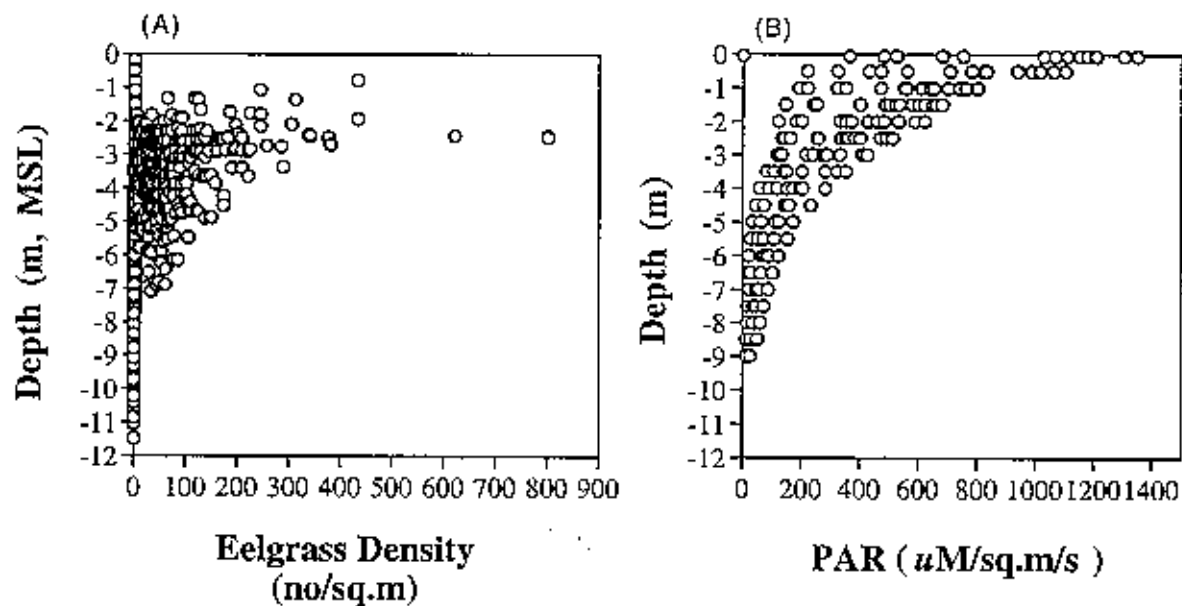 (A)
(B)
0
-1
-2
-3
-4
-5
-6
-7
-8
-9
-10
-11
-12
Depth (m, MSL)
0 100 200 300 400 500 600 700 800 900
Eelgrass Density
(no/sq.m)
0
-1
-2
-3
-4
-5
-6
-7
-8
-9
-10
-11
-12
Depth (m)
0 200 400 600 800 1000 1200 1400
PAR (uM/sq.m/s)